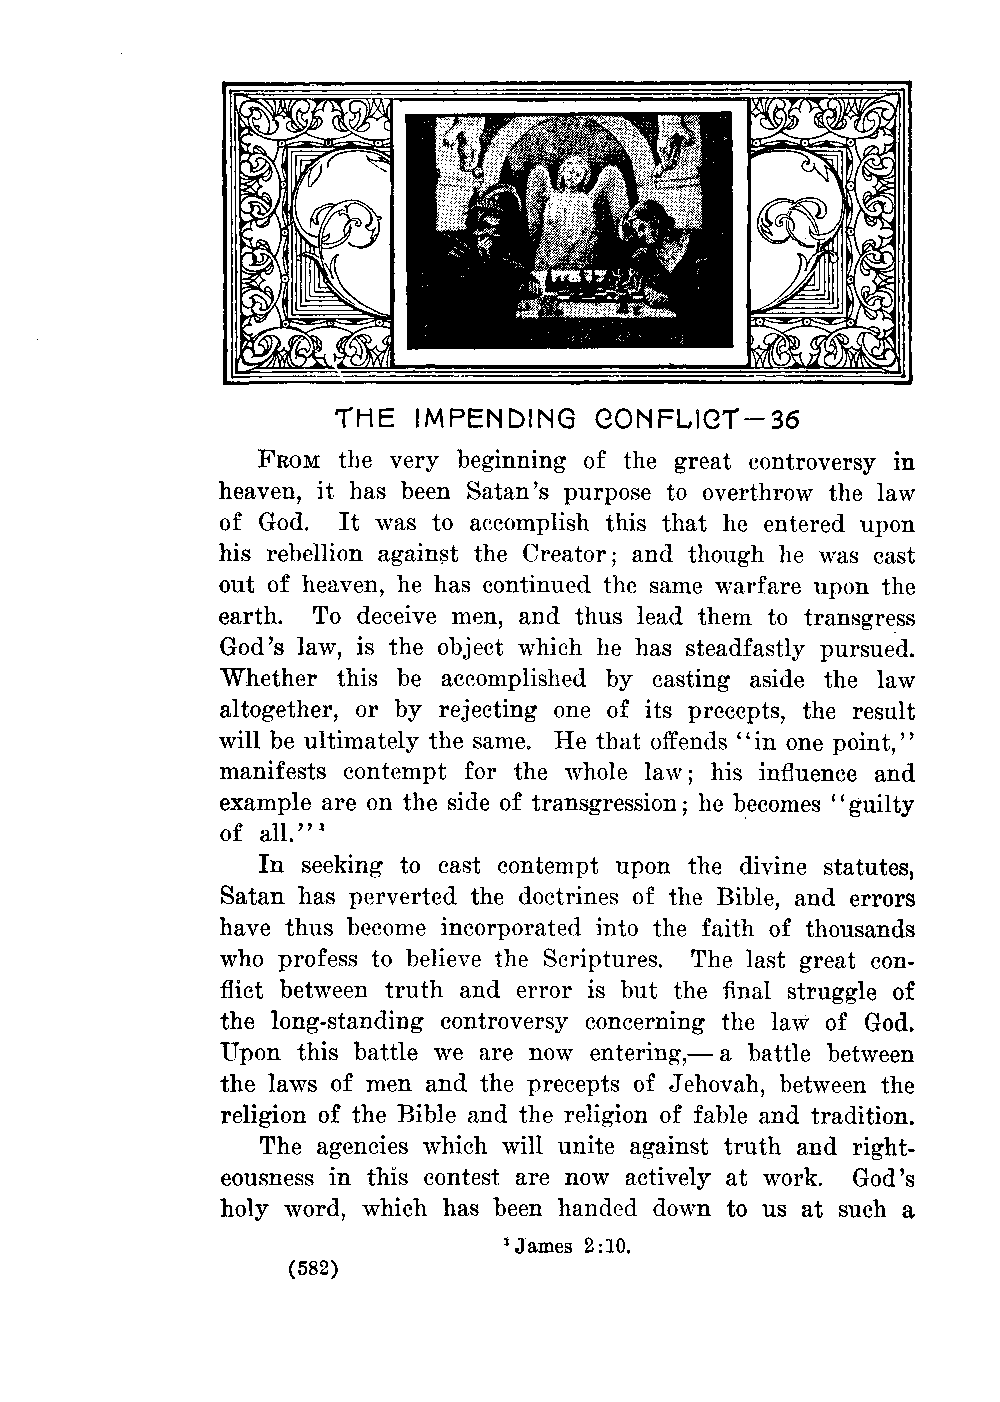 THE IMPENDING CONFLICT—36
FROM the very beginning of the great controversy in
heaven, it has been Satan's purpose to overthrow the law
of God. It was to accomplish this that he entered upon
his rebellion against the Creator; and though he was cast
out of heaven, he has continued the same warfare upon the
earth. To deceive men, and thus lead them to transgress
God's law, is the object which he has steadfastly pursued.
Whether this be accomplished by casting aside the law
altogether, or by rejecting one of its precepts, the result
will be ultimately the same. He that offends "in one point,"
manifests contempt for the whole law; his influence and
example are on the side of transgression; he becomes "guilty
of all." ¹
In seeking to cast contempt upon the divine statutes,
Satan has perverted the doctrines of the Bible, and errors
have thus become incorporated into the faith of thousands
who profess to believe the Scriptures. The last great con-
flict between truth and error is but the final struggle of
the long-standing controversy concerning the law of God.
Upon this battle we are now entering,— a battle between
the laws of men and the precepts of Jehovah, between the
religion of the Bible and the religion of fable and tradition.
The agencies which will unite against truth and right-
eousness in this contest are now actively at work. God's
holy word, which has been handed down to us at such a
¹ James 2:10.
(582)